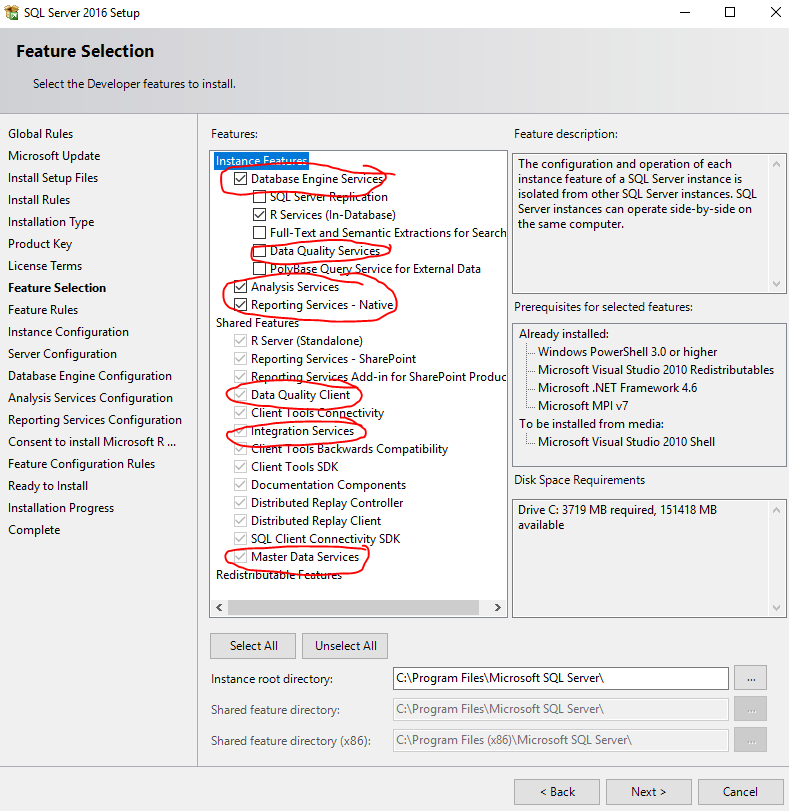 SQL Server 2016 Setup
Feature Selection
Select the Developer features to install.
Global Rules
Microsoft Update
Install Setup Files
Install Rules
Installation Type
Product Key
License Terms
Feature Selection
Feature Rules
Instance Configuration
Server Configuration
Database Engine Configuration
Analysis Services Configuration
Reporting Services Configuration
Consent to install Microsoft R ...
Feature Configuration Rules
Ready to Install
Installation Progress
Complete
Features:
Instance Features
Database Engine Services
SQL Server Replication
R Services (In-Database)
Full-Text and Semantic Extractions for Search
Data Quality Services
PolyBase Query Service for External Data
Analysis Services
Reporting Services - Native
Shared Features
R Server (Standalone)
Reporting Services - SharePoint
Reporting Services Add-in for SharePoint Produc
Data Quality Client
Client Tools Connectivity
Integration Services
Client Tools Backwards Compatibility
Client Tools SDK
Documentation Components
Distributed Replay Controller
Distributed Replay Client
SQL Client Connectivity SDK
Master Data Services
Redistributable Features
Feature description:
The configuration and operation of each
instance feature of a SQL Server instance is
isolated from other SQL Server instances. SQL
Server instances can operate side-by-side on
the same computer.
Prerequisites for selected features:
Already installed:
Windows PowerShell 3.0 or higher
Microsoft Visual Studio 2010 Redistributables
Microsoft .NET Framework 4.6
Microsoft MPI v7
To be installed from media:
Microsoft Visual Studio 2010 Shell
Disk Space Requirements
Drive C: 3719 MB required, 151418 MB
available
Select All
Unselect All
Instance root directory:
C:\Program Files\Microsoft SQL Server\
...
Shared feature directory:
C:\Program Files\Microsoft SQL Server\
...
Shared feature directory (x86):
C:\Program Files (x86)\Microsoft SQL Server\
...
< Back
Next >
Cancel